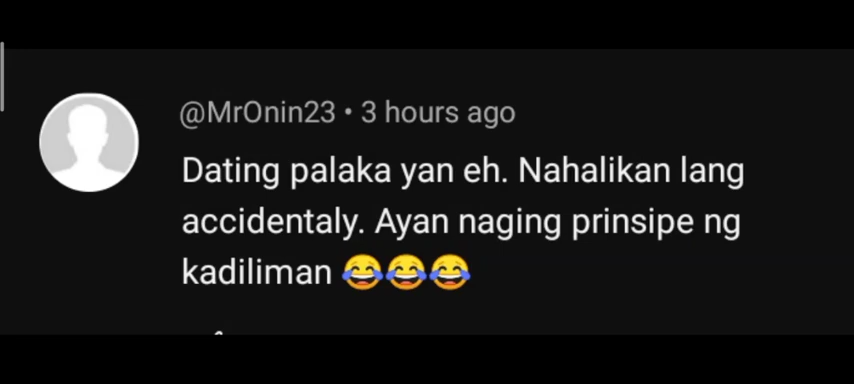 @MrOnin23 • 3 hours ago
Dating palaka yan eh. Nahalikan lang
accidentaly. Ayan naging prinsipe ng
kadiliman 😂😂😂